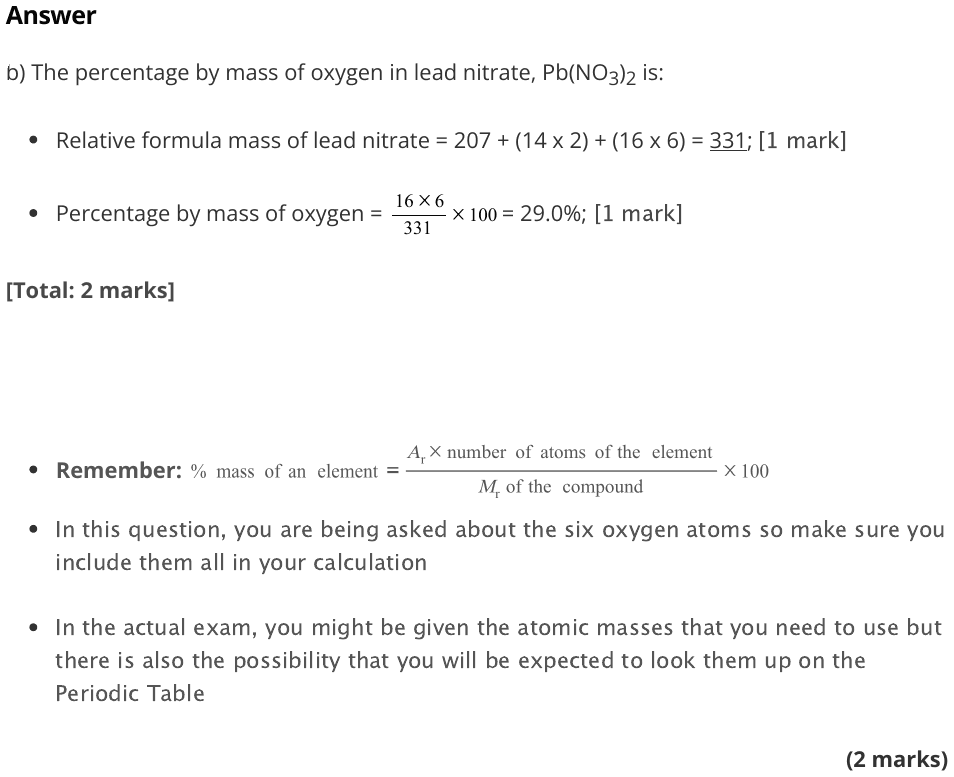 Answer
b) The percentage by mass of oxygen in lead nitrate, Pb(NO3)2 is:
• Relative formula mass of lead nitrate = 207 + (14 x 2) + (16 x 6) = 331; [1 mark]
• Percentage by mass of oxygen = 16 × 6 / 331 × 100 = 29.0%; [1 mark]
[Total: 2 marks]
• Remember: % mass of an element = Ar × number of atoms of the element / Mr of the compound × 100
• In this question, you are being asked about the six oxygen atoms so make sure you
include them all in your calculation
• In the actual exam, you might be given the atomic masses that you need to use but
there is also the possibility that you will be expected to look them up on the
Periodic Table
(2 marks)